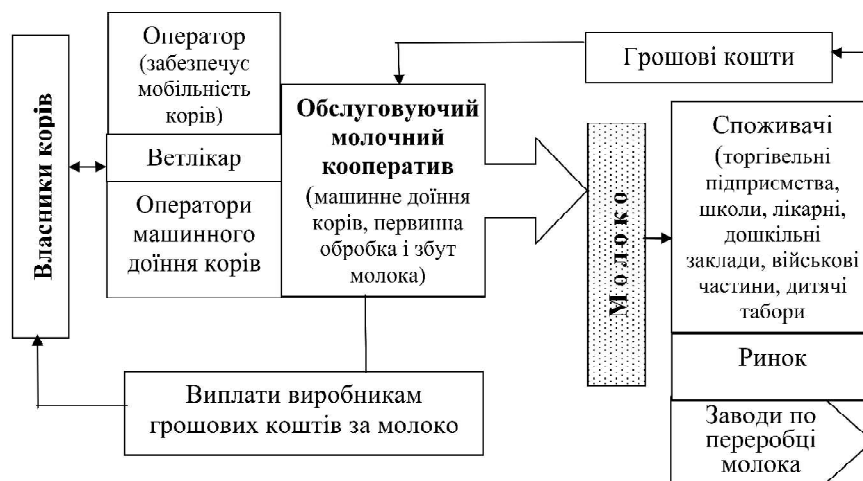 Власники корів
Оператор
(забезпечує
мобільність
корів)
Ветлікар
Оператори
машинного
доїння корів
Обслуговуючий
молочний
кооператив
(машинне доїння
корів, первинна
обробка і збут
молока)
Виплати виробникам
грошових коштів за молоко
Грошові кошти
Молоко
Споживачі
(торгівельні
підприємства,
школи, лікарні,
дошкільні
заклади, військові
частини, дитячі
табори
Ринок
Заводи по
переробці
молока